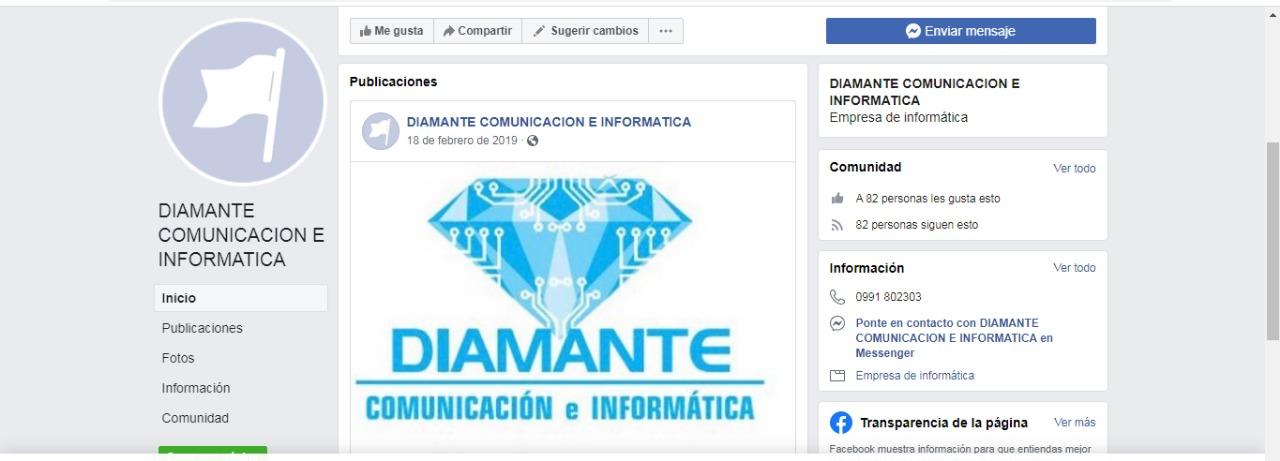 Me gusta
Compartir
Sugerir cambios
Enviar mensaje
DIAMANTE
COMUNICACION E
INFORMATICA
Inicio
Publicaciones
Fotos
Información
Comunidad
Publicaciones
DIAMANTE COMUNICACION E INFORMATICA
18 de febrero de 2019
DIAMANTE
COMUNICACIÓN e INFORMÁTICA
DIAMANTE COMUNICACION E
INFORMATICA
Empresa de informática
Comunidad
Ver todo
A 82 personas les gusta esto
82 personas siguen esto
Información
Ver todo
0991 802303
Ponte en contacto con DIAMANTE
COMUNICACION E INFORMATICA en
Messenger
Empresa de informática
Transparencia de la página
Ver más
Facebook muestra información para que entiendas mejor